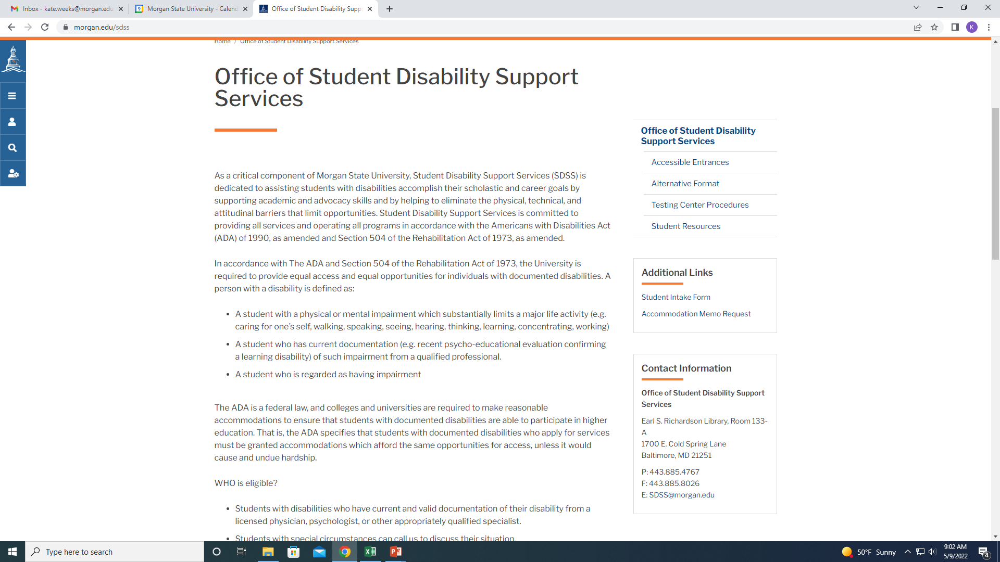 Inbox - kate.weeks@morgan.edu
Morgan State University - Calend
Office of Student Disability Supp
morgan.edu/sdss
K
Home / Office of Student Disability Support Services
Office of Student Disability Support
Services
As a critical component of Morgan State University, Student Disability Support Services (SDSS) is
dedicated to assisting students with disabilities accomplish their scholastic and career goals by
supporting academic and advocacy skills and by helping to eliminate the physical, technical, and
attitudinal barriers that limit opportunities. Student Disability Support Services is committed to
providing all services and operating all programs in accordance with the Americans with Disabilities Act
(ADA) of 1990, as amended and Section 504 of the Rehabilitation Act of 1973, as amended.
In accordance with The ADA and Section 504 of the Rehabilitation Act of 1973, the University is
required to provide equal access and equal opportunities for individuals with documented disabilities. A
person with a disability is defined as:
• A student with a physical or mental impairment which substantially limits a major life activity (e.g.
caring for one's self, walking, speaking, seeing, hearing, thinking, learning, concentrating, working)
• A student who has current documentation (e.g. recent psycho-educational evaluation confirming
a learning disability) of such impairment from a qualified professional.
• A student who is regarded as having impairment
The ADA is a federal law, and colleges and universities are required to make reasonable
accommodations to ensure that students with documented disabilities are able to participate in higher
education. That is, the ADA specifies that students with documented disabilities who apply for services
must be granted accommodations which afford the same opportunities for access, unless it would
cause and undue hardship.
WHO is eligible?
• Students with disabilities who have current and valid documentation of their disability from a
licensed physician, psychologist, or other appropriately qualified specialist.
• Students with special circumstances can call us to discuss their situation.
Office of Student Disability
Support Services
Accessible Entrances
Alternative Format
Testing Center Procedures
Student Resources
Additional Links
Student Intake Form
Accommodation Memo Request
Contact Information
Office of Student Disability Support
Services
Earl S. Richardson Library, Room 133-
A
1700 E. Cold Spring Lane
Baltimore, MD 21251
P: 443.885.4767
F: 443.885.8026
E: SDSS@morgan.edu
Type here to search
50°F Sunny
9:02 AM
5/9/2022
4